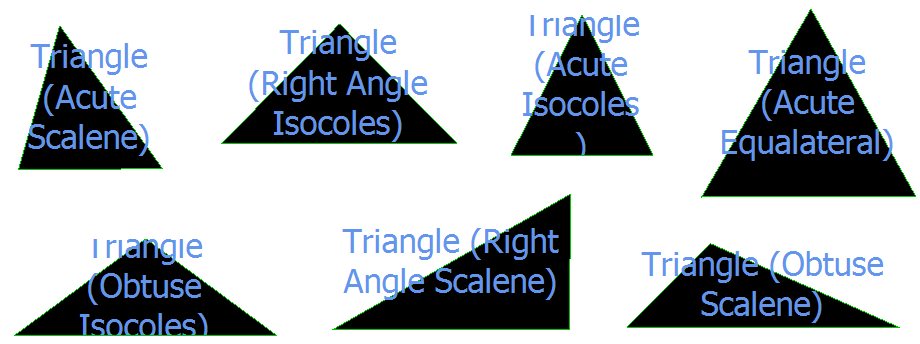 Triangle
(Acute
Scalene)
Triangle
(Right Angle
Isocoles)
Triangle
(Acute
Isocoles
)
Triangle
(Acute
Equalateral)
Triangle
(Obtuse
Isocoles)
Triangle (Right
Angle Scalene)
Triangle (Obtuse
Scalene)